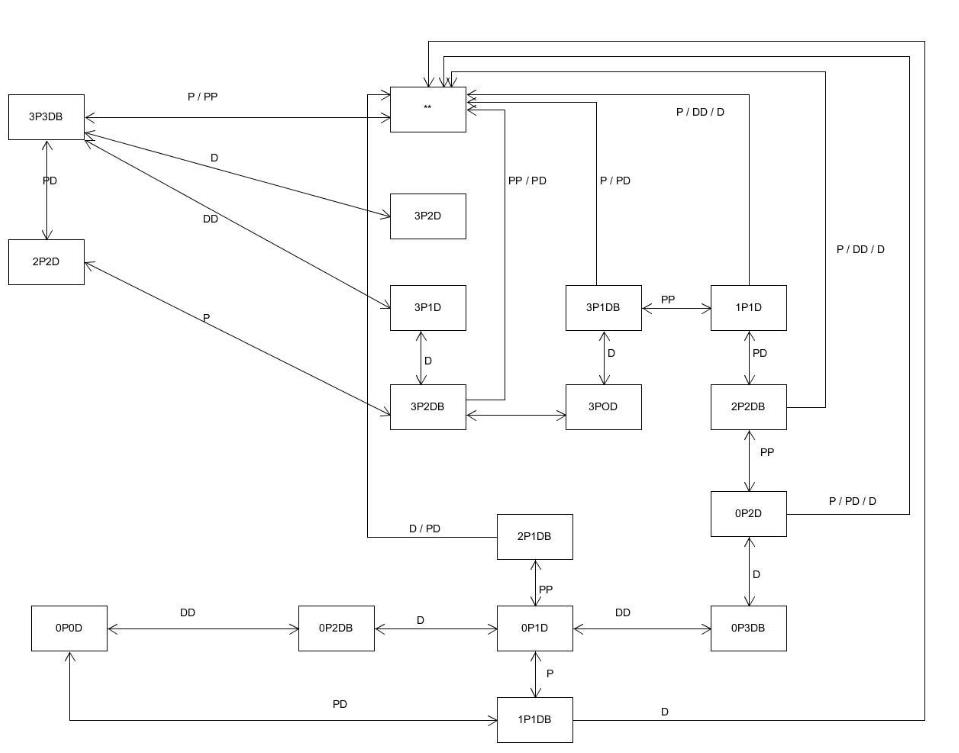 P / PP
3P3DB
**
P / DD / D
D
PD
PP / PD
P / PD
3P2D
DD
P / DD / D
2P2D
3P1D
3P1DB
PP
1P1D
P
D
D
PD
3P2DB
3POD
2P2DB
PP
0P2D
P / PD / D
D / PD
2P1DB
D
PP
DD
D
DD
0P0D
0P2DB
0P1D
0P3DB
P
PD
D
1P1DB